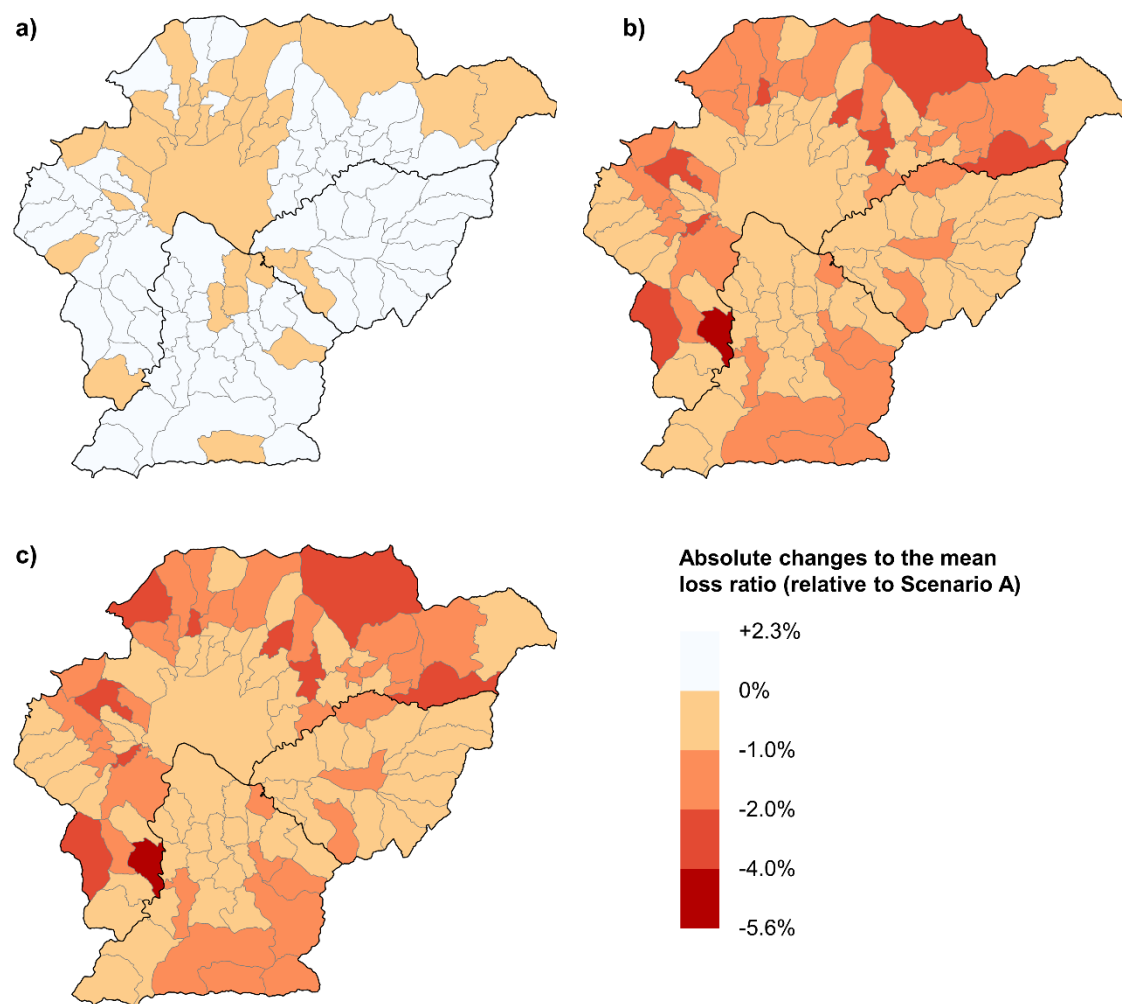 a)
b)
c)
Absolute changes to the mean
loss ratio (relative to Scenario A)
+2.3%
0%
-1.0%
-2.0%
-4.0%
-5.6%